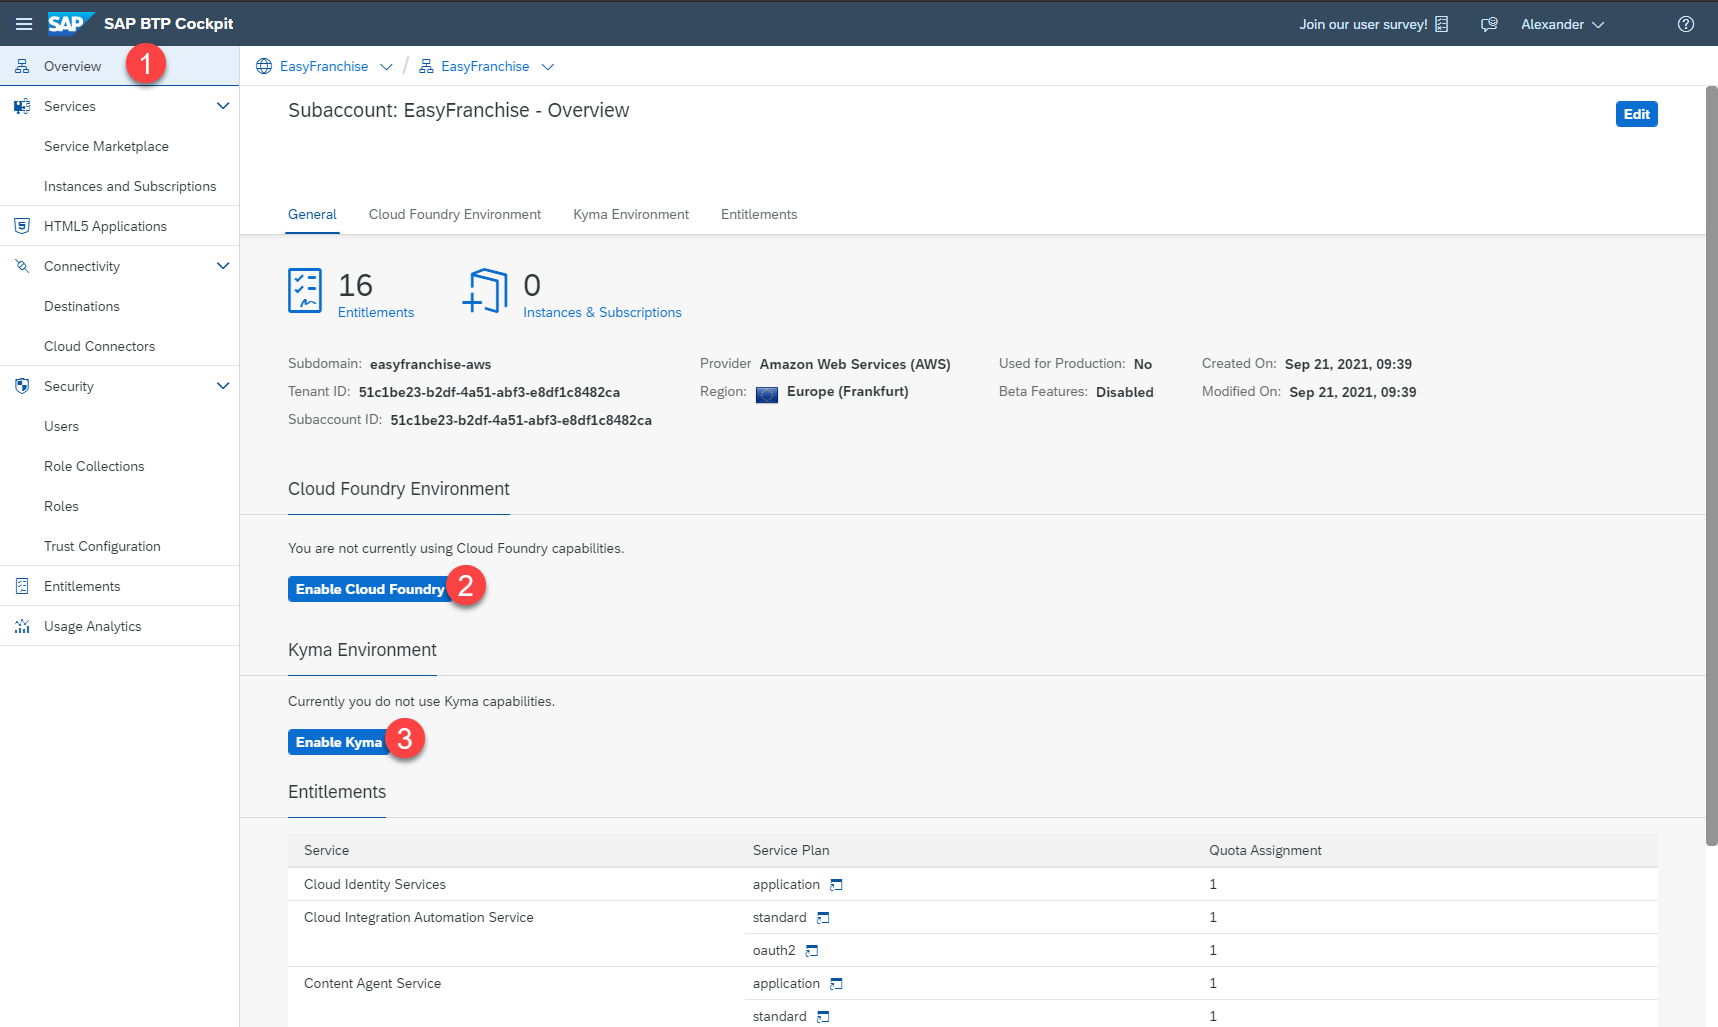 SAP SAP BTP Cockpit
Join our user survey!
Alexander
Overview
1
Services
Service Marketplace
Instances and Subscriptions
HTML5 Applications
Connectivity
Destinations
Cloud Connectors
Security
Users
Role Collections
Roles
Trust Configuration
Entitlements
Usage Analytics
EasyFranchise / EasyFranchise
Subaccount: EasyFranchise - Overview
Edit
General Cloud Foundry Environment Kyma Environment Entitlements
16
Entitlements
0
Instances & Subscriptions
Subdomain: easyfranchise-aws
Tenant ID: 51c1be23-b2df-4a51-abf3-e8df1c8482ca
Subaccount ID: 51c1be23-b2df-4a51-abf3-e8df1c8482ca
Provider Amazon Web Services (AWS)
Region: Europe (Frankfurt)
Used for Production: No
Beta Features: Disabled
Created On: Sep 21, 2021, 09:39
Modified On: Sep 21, 2021, 09:39
Cloud Foundry Environment
You are not currently using Cloud Foundry capabilities.
Enable Cloud Foundry 2
Kyma Environment
Currently you do not use Kyma capabilities.
Enable Kyma 3
Entitlements
Service Service Plan Quota Assignment
Cloud Identity Services application 1
Cloud Integration Automation Service standard 1
oauth2 1
Content Agent Service application 1
standard 1